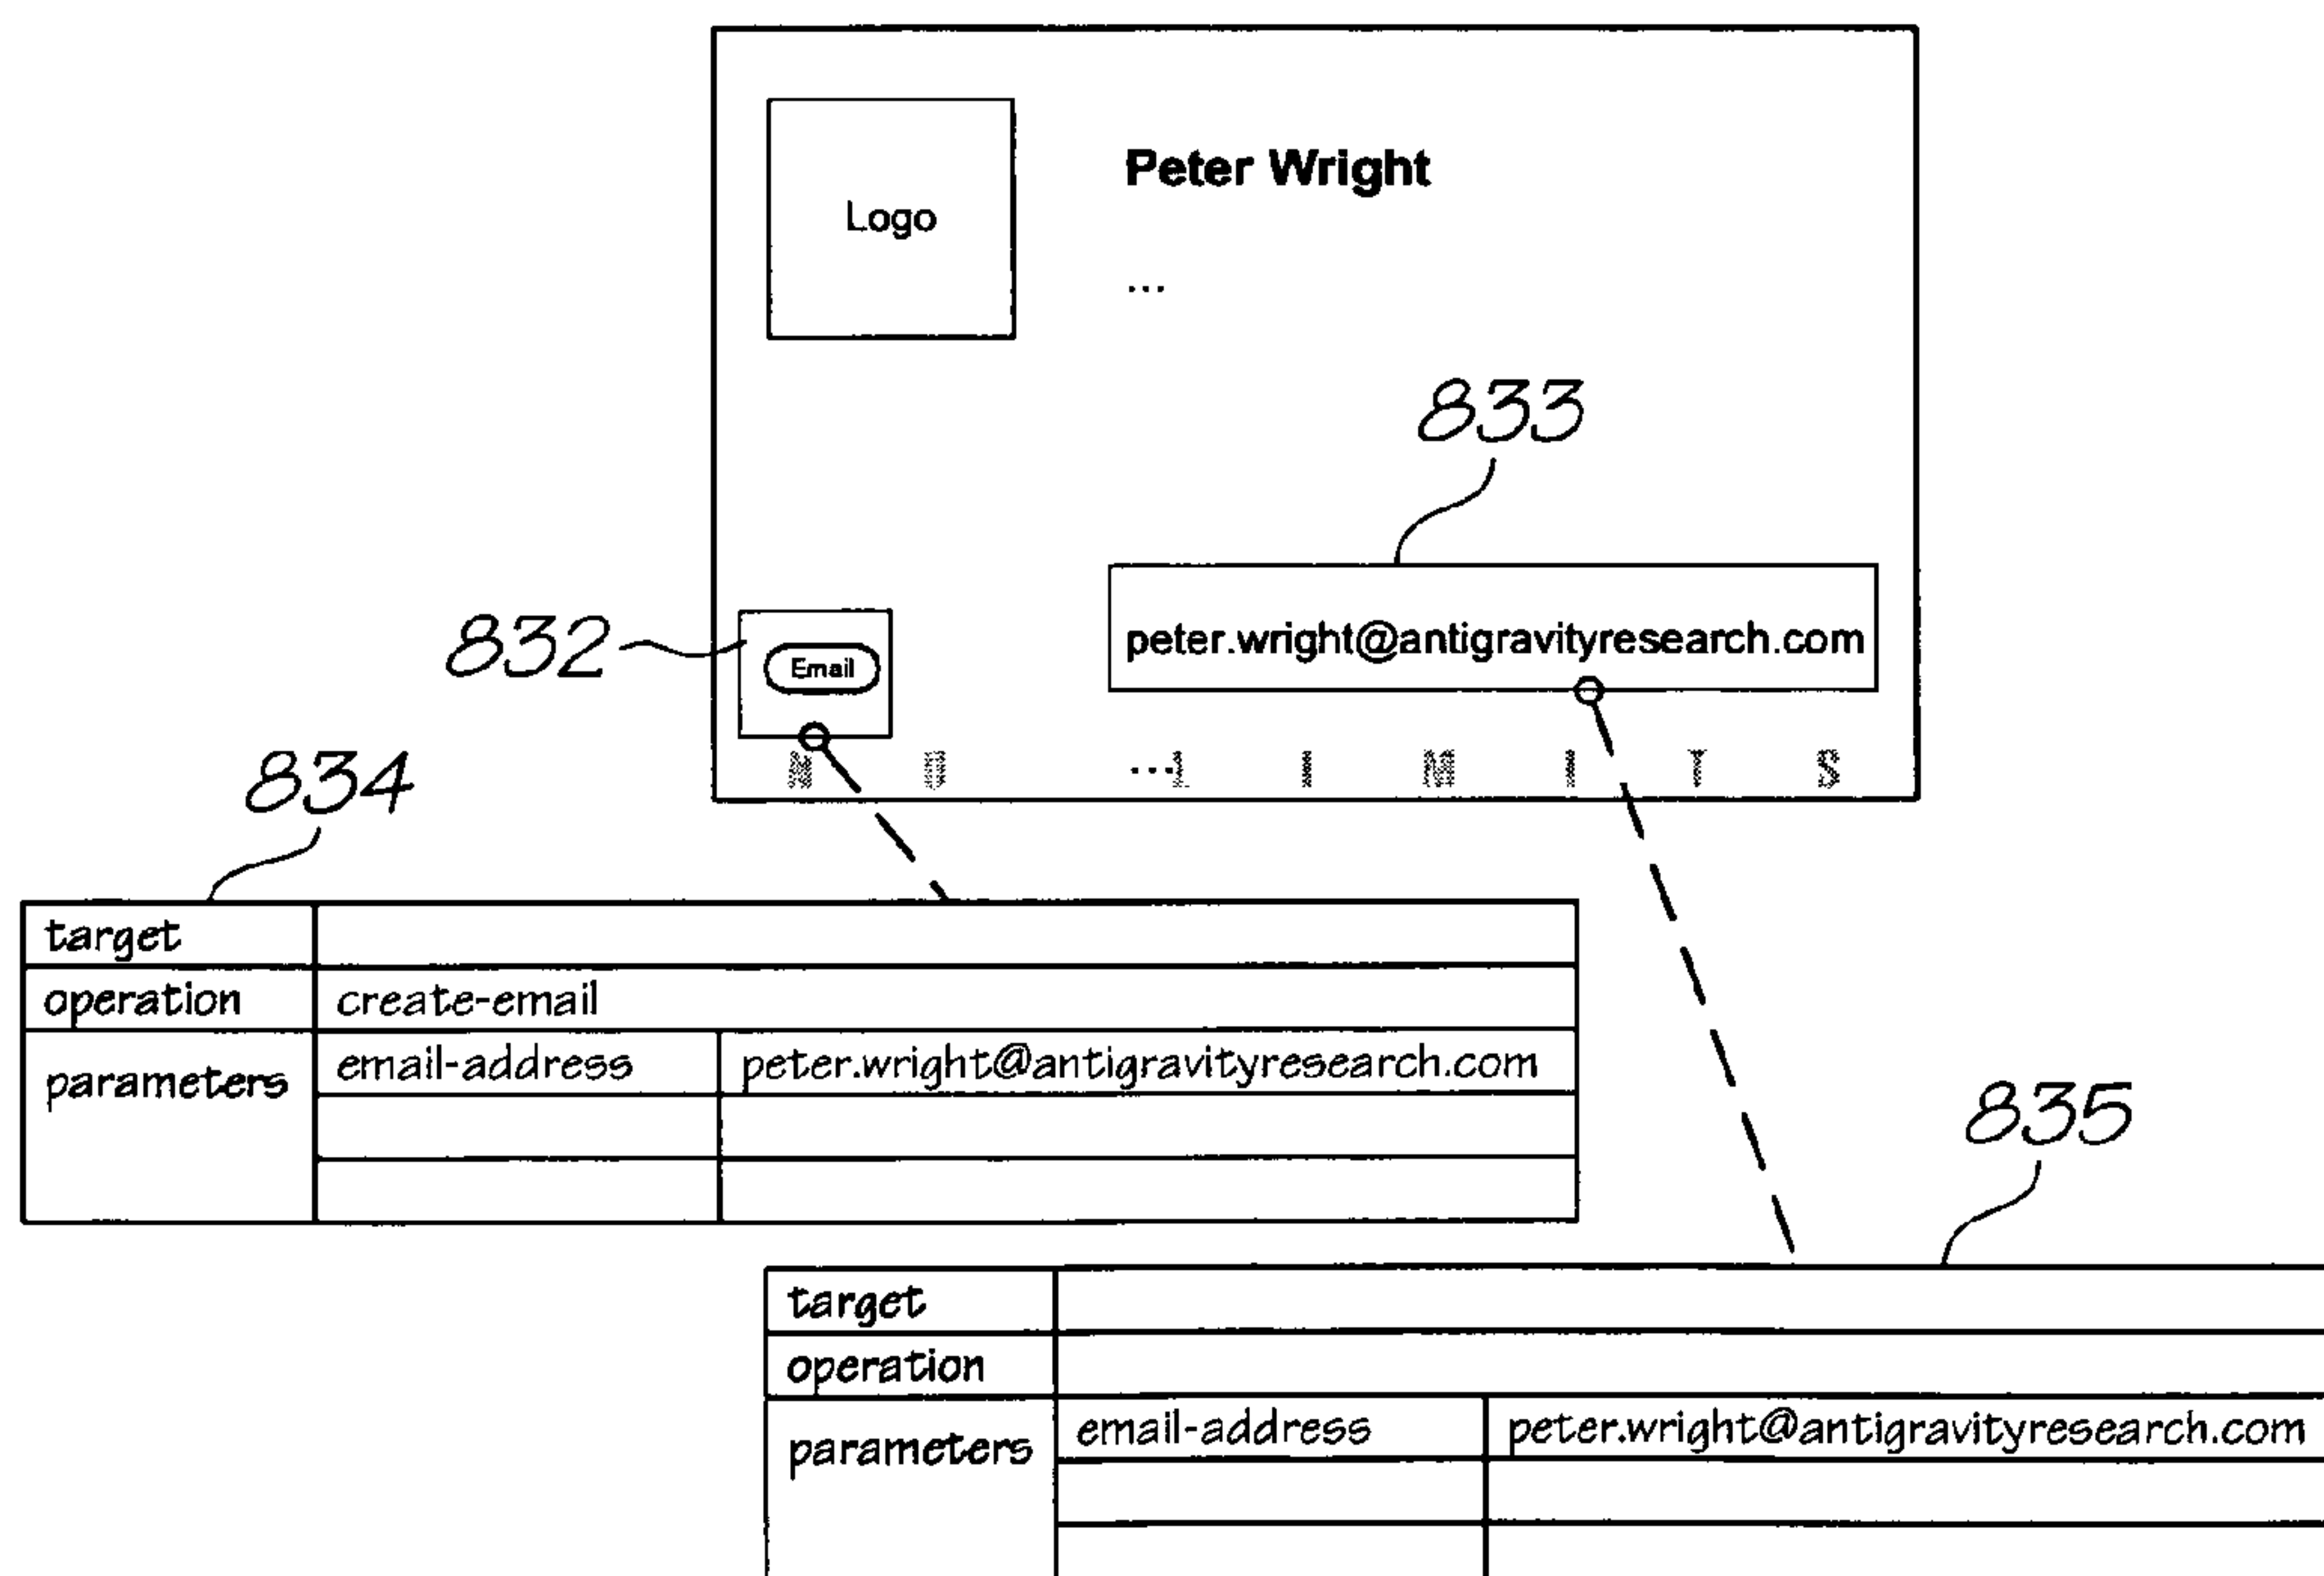 Peter Wright
Logo
...
833
peter.wright@antigravityresearch.com
832
Email
N O ...L I M I T S
834
target
operation create-email
parameters email-address peter.wright@antigravityresearch.com
835
target
operation
parameters email-address peter.wright@antigravityresearch.com